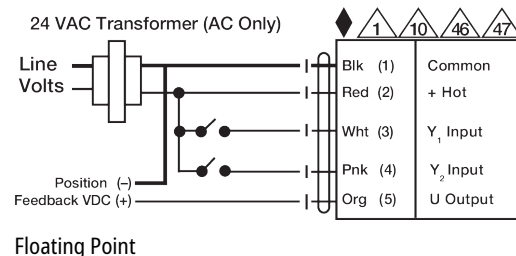 24 VAC Transformer (AC Only)
1 10 46 47
Line
Volts
Blk (1) Common
Red (2) + Hot
Wht (3) Y1 Input
Pnk (4) Y2 Input
Position (–)
Feedback VDC (+)
Org (5) U Output
Floating Point